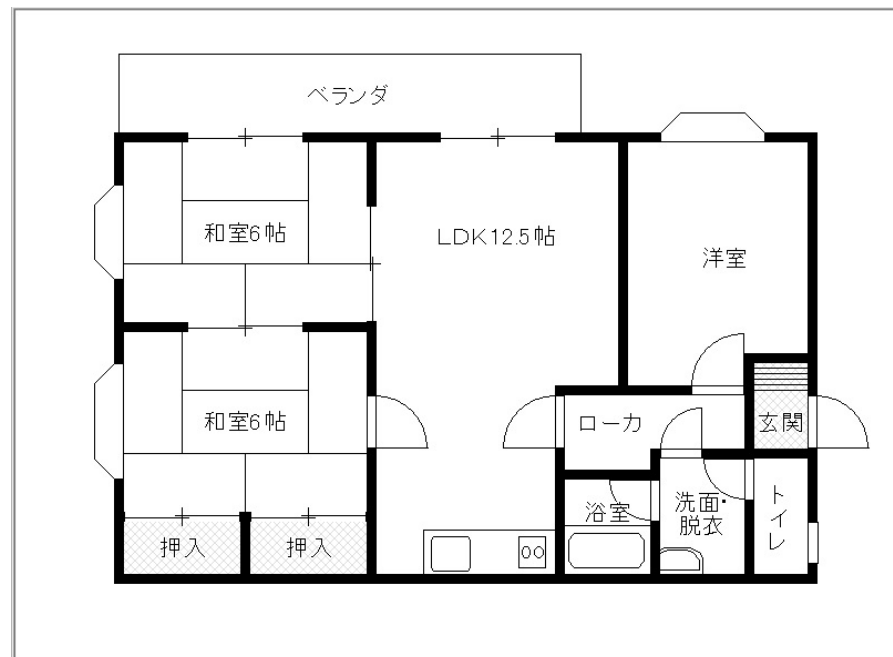 ベランダ
和室6帖
LDK12.5帖
洋室
和室6帖
ローカ
玄関
押入
押入
浴室
洗面・
脱衣
トイレ